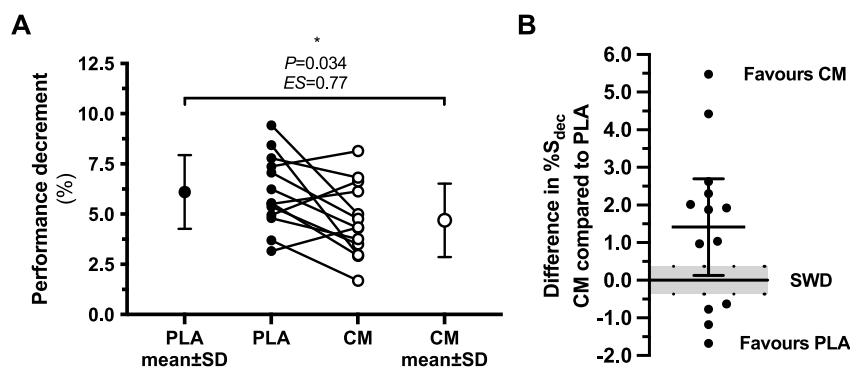 A
*
P=0.034
ES=0.77
Performance decrement
(%)
12.5
10.0
7.5
5.0
2.5
0.0
PLA
mean±SD
PLA
CM
CM
mean±SD
B
Difference in %Sdec
CM compared to PLA
6.0
5.0
4.0
3.0
2.0
1.0
0.0
-1.0
-2.0
Favours CM
SWD
Favours PLA